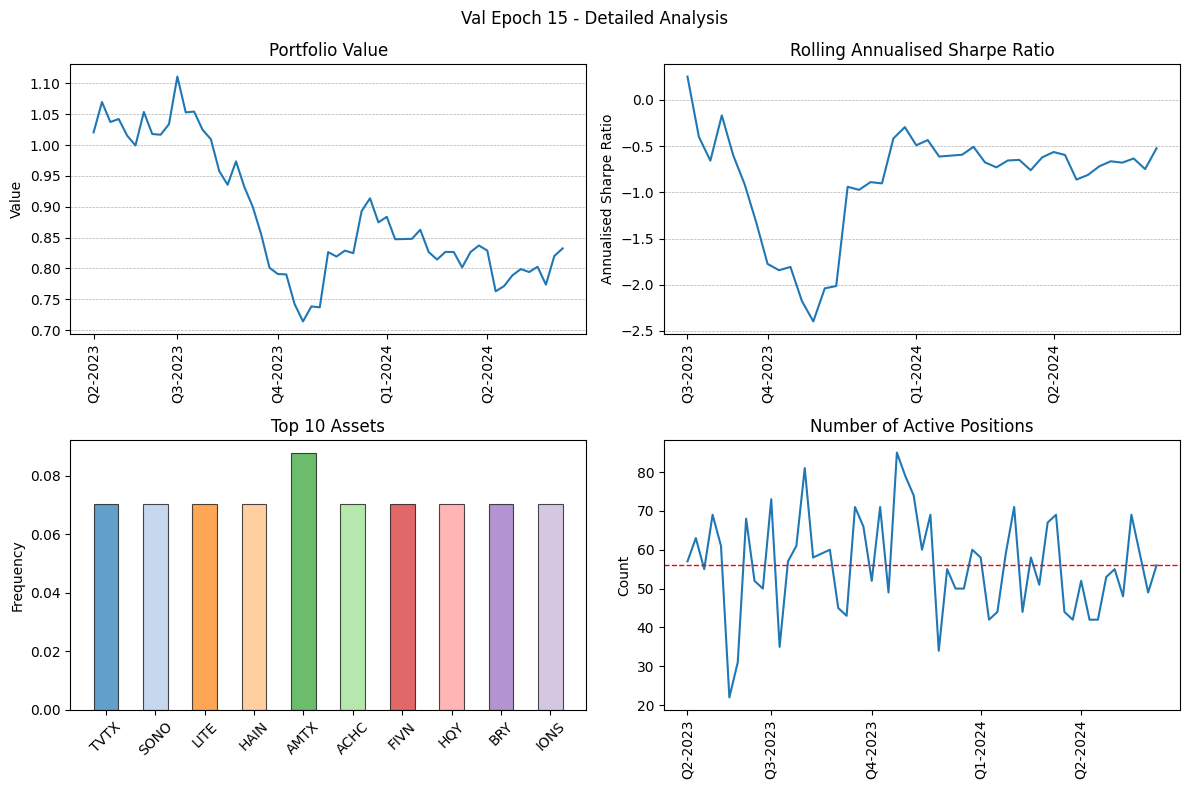 Val Epoch 15 - Detailed Analysis
Portfolio Value
Value
1.10
1.05
1.00
0.95
0.90
0.85
0.80
0.75
0.70
Q2-2023
Q3-2023
Q4-2023
Q1-2024
Q2-2024
Rolling Annualised Sharpe Ratio
Annualised Sharpe Ratio
0.0
−0.5
−1.0
−1.5
−2.0
−2.5
Q3-2023
Q4-2023
Q1-2024
Q2-2024
Top 10 Assets
Frequency
0.08
0.06
0.04
0.02
0.00
TVTX
SONO
LITE
HAIN
AMTX
ACHC
FIVN
HQY
BRY
IONS
Number of Active Positions
Count
80
70
60
50
40
30
20
Q2-2023
Q3-2023
Q4-2023
Q1-2024
Q2-2024